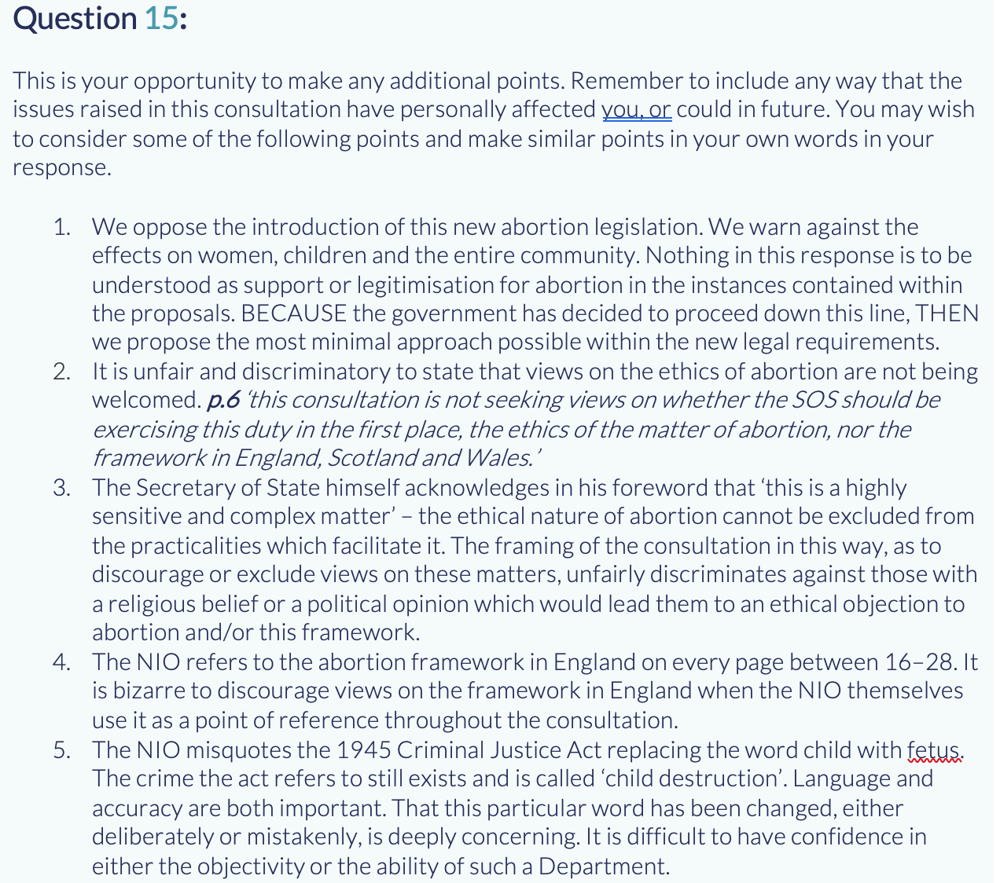 Question 15:
This is your opportunity to make any additional points. Remember to include any way that the
issues raised in this consultation have personally affected you, or could in future. You may wish
to consider some of the following points and make similar points in your own words in your
response.
1. We oppose the introduction of this new abortion legislation. We warn against the
effects on women, children and the entire community. Nothing in this response is to be
understood as support or legitimisation for abortion in the instances contained within
the proposals. BECAUSE the government has decided to proceed down this line, THEN
we propose the most minimal approach possible within the new legal requirements.
2. It is unfair and discriminatory to state that views on the ethics of abortion are not being
welcomed. p.6 ‘this consultation is not seeking views on whether the SOS should be
exercising this duty in the first place, the ethics of the matter of abortion, nor the
framework in England, Scotland and Wales.’
3. The Secretary of State himself acknowledges in his foreword that ‘this is a highly
sensitive and complex matter’ – the ethical nature of abortion cannot be excluded from
the practicalities which facilitate it. The framing of the consultation in this way, as to
discourage or exclude views on these matters, unfairly discriminates against those with
a religious belief or a political opinion which would lead them to an ethical objection to
abortion and/or this framework.
4. The NIO refers to the abortion framework in England on every page between 16–28. It
is bizarre to discourage views on the framework in England when the NIO themselves
use it as a point of reference throughout the consultation.
5. The NIO misquotes the 1945 Criminal Justice Act replacing the word child with fetus.
The crime the act refers to still exists and is called ‘child destruction’. Language and
accuracy are both important. That this particular word has been changed, either
deliberately or mistakenly, is deeply concerning. It is difficult to have confidence in
either the objectivity or the ability of such a Department.